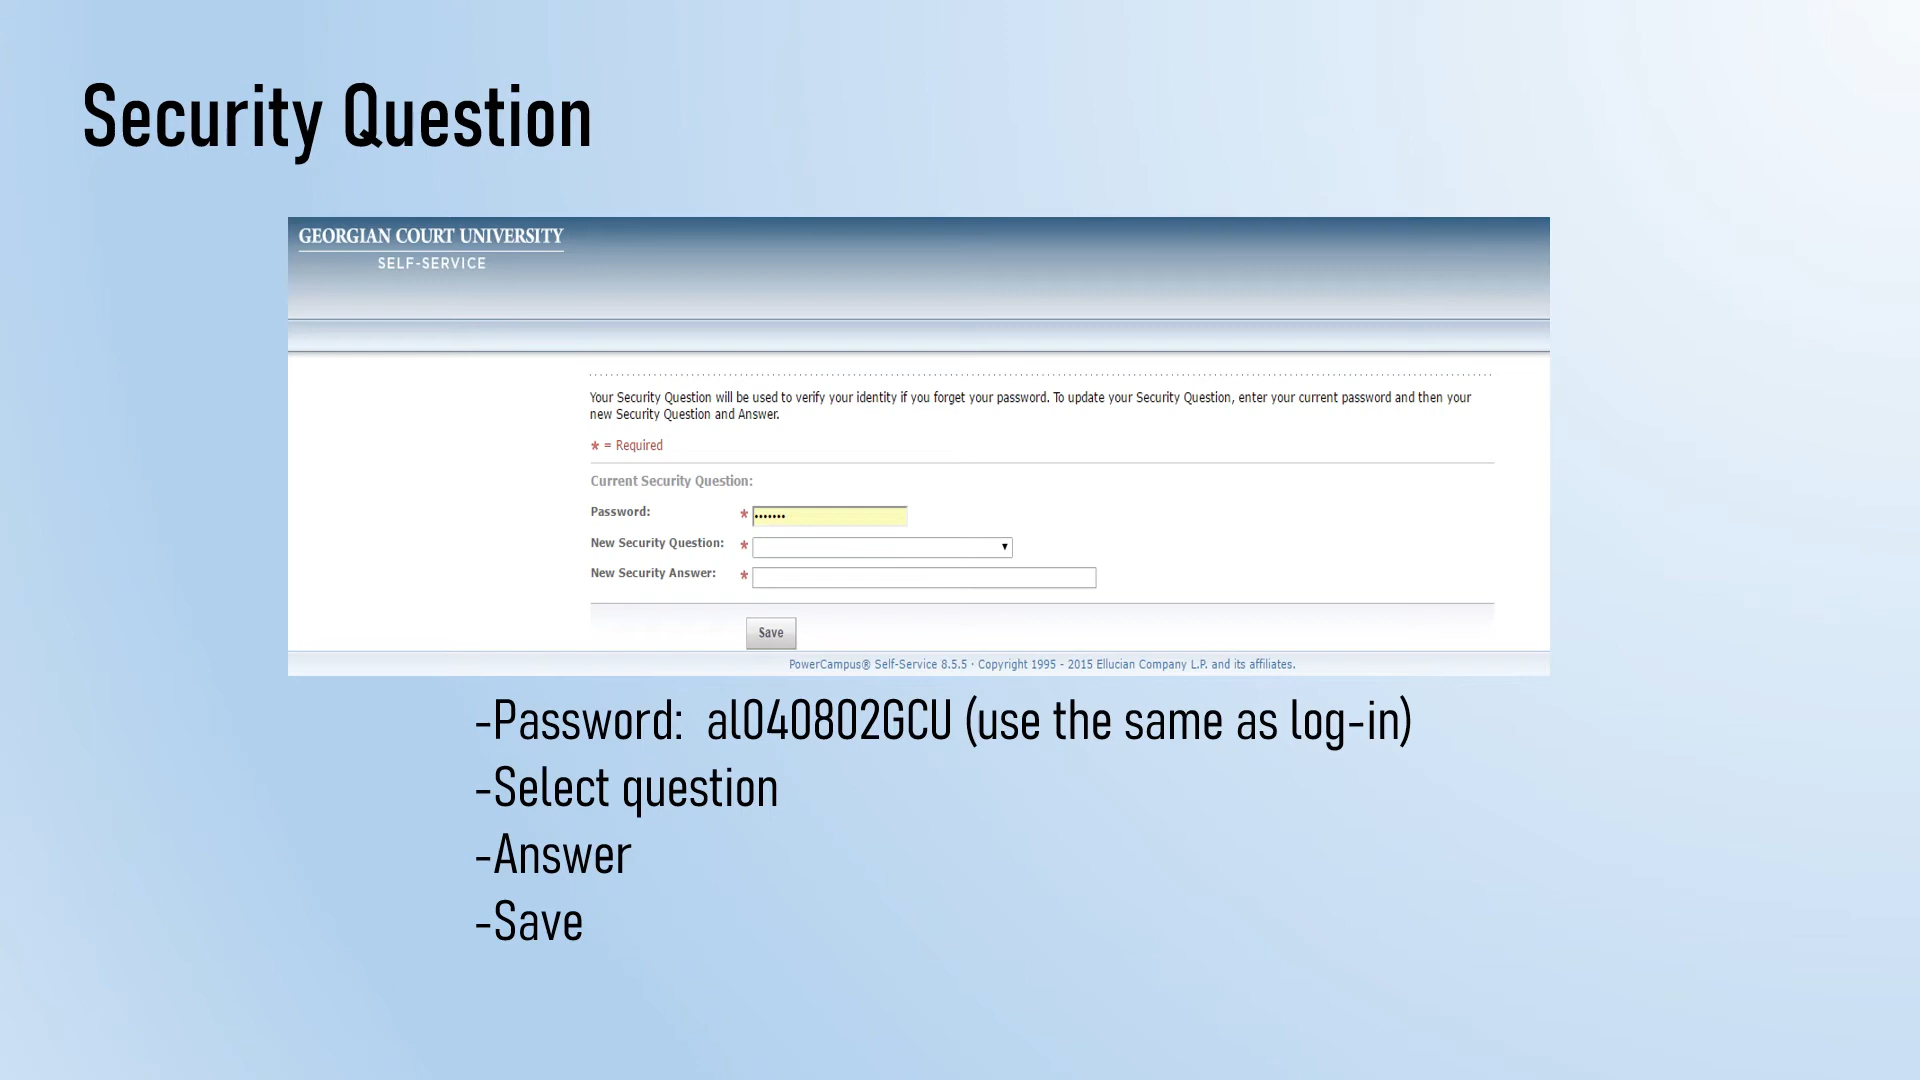 Security Question
GEORGIAN COURT UNIVERSITY
SELF-SERVICE
Your Security Question will be used to verify your identity if you forget your password. To update your Security Question, enter your current password and then your
new Security Question and Answer.
* = Required
Current Security Question:
Password: * •••••••
New Security Question: *
New Security Answer: *
Save
PowerCampus® Self-Service 8.5.5 · Copyright 1995 - 2015 Ellucian Company L.P. and its affiliates.
-Password:  al040802GCU (use the same as log-in)
-Select question
-Answer
-Save